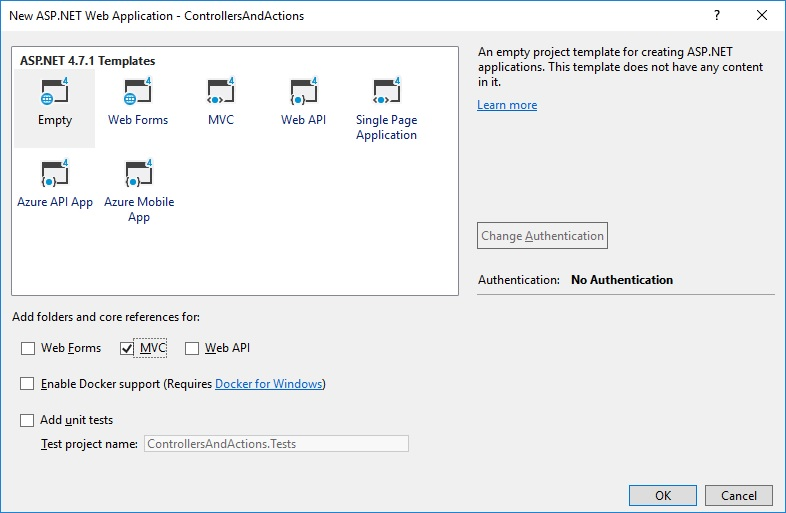 New ASP.NET Web Application - ControllersAndActions
ASP.NET 4.7.1 Templates
4 4 4 4 4
Empty Web Forms MVC Web API Single Page
Application
4 4
Azure API App Azure Mobile
App
An empty project template for creating ASP.NET
applications. This template does not have any content
in it.
Learn more
Change Authentication
Authentication: No Authentication
Add folders and core references for:
Web Forms MVC Web API
Enable Docker support (Requires Docker for Windows)
Add unit tests
Test project name: ControllersAndActions.Tests
OK Cancel